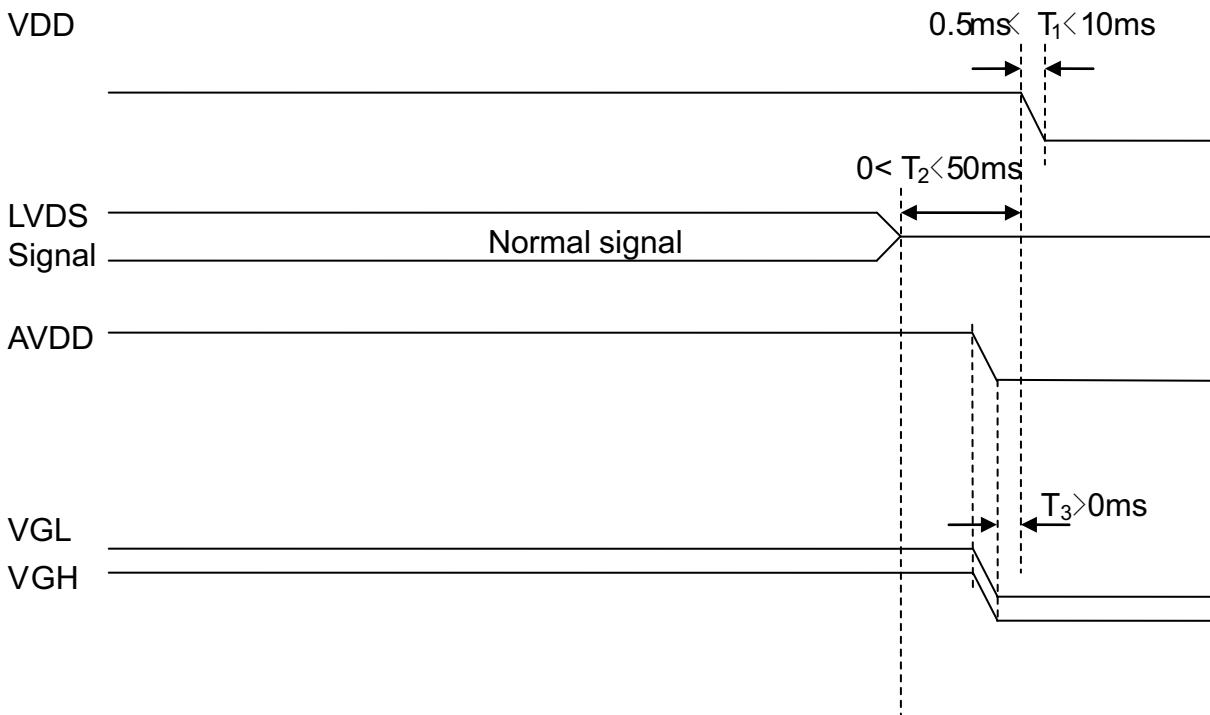 VDD
0.5ms< T₁<10ms
0< T₂<50ms
LVDS
Signal
Normal signal
AVDD
T₃>0ms
VGL
VGH